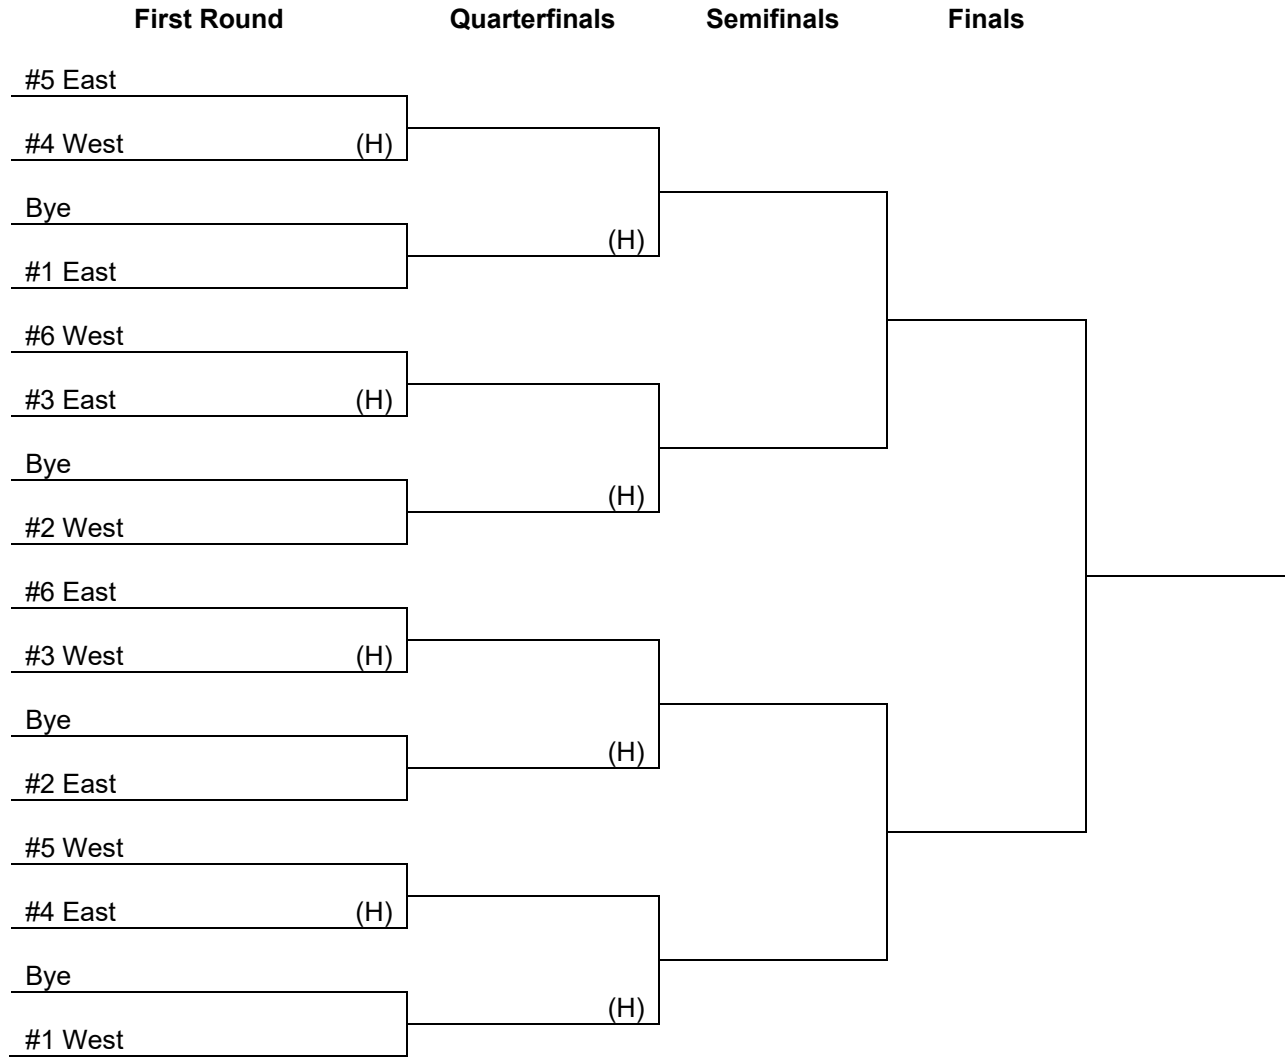 First Round Quarterfinals Semifinals Finals
#5 East
#4 West (H)
Bye
(H)
#1 East
#6 West
#3 East (H)
Bye
(H)
#2 West
#6 East
#3 West (H)
Bye
(H)
#2 East
#5 West
#4 East (H)
Bye
(H)
#1 West